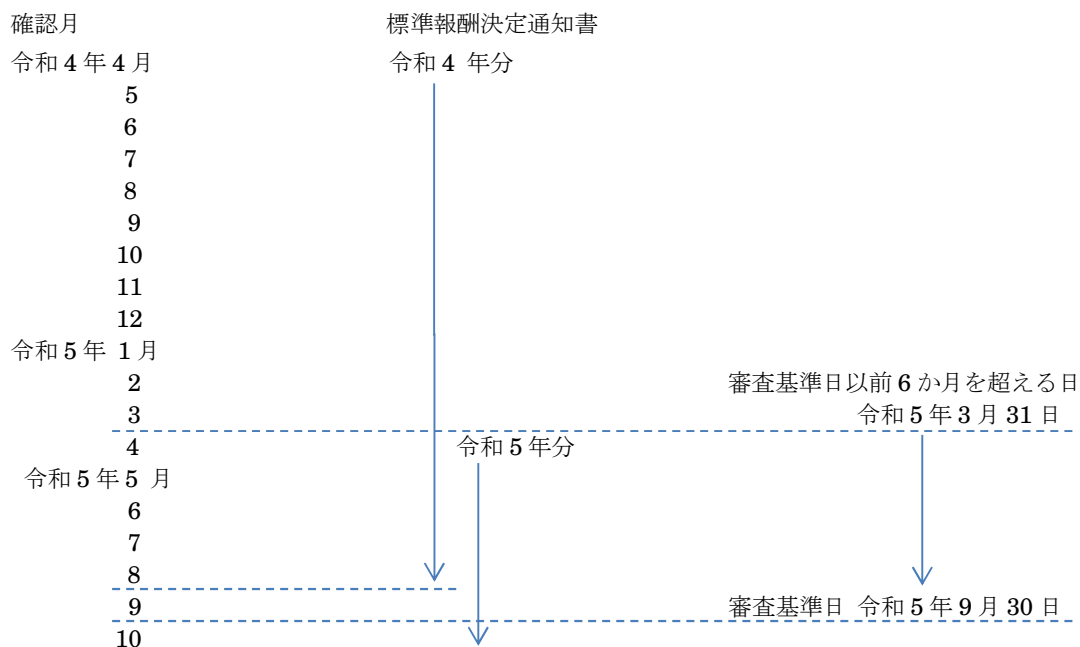 確認月 標準報酬決定通知書
令和4年4月 令和4 年分
5
6
7
8
9
10
11
12
令和5年 1月
2 審査基準日以前6か月を超える日
3 令和5年3月31日
4 令和5年分
令和5年5 月
6
7
8
9 審査基準日 令和5年9月30日
10